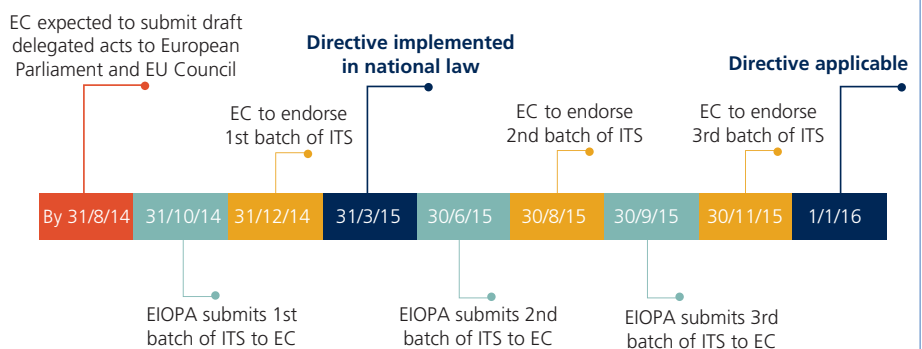 EC expected to submit draft
delegated acts to European
Parliament and EU Council
Directive implemented
in national law
Directive applicable
EC to endorse
1st batch of ITS
EC to endorse
2nd batch of ITS
EC to endorse
3rd batch of ITS
By 31/8/14
31/10/14
31/12/14
31/3/15
30/6/15
30/8/15
30/9/15
30/11/15
1/1/16
EIOPA submits 1st
batch of ITS to EC
EIOPA submits 2nd
batch of ITS to EC
EIOPA submits 3rd
batch of ITS to EC